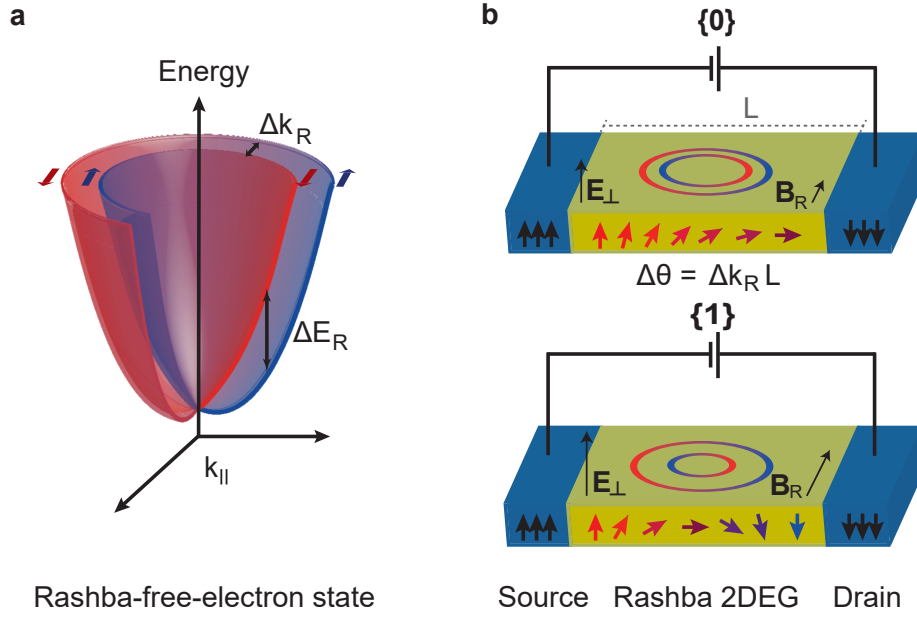 a
Energy
Δk_R
ΔE_R
k_||
Rashba-free-electron state
b
{0}
L
E_⊥
B_R
Δθ = Δk_R L
{1}
E_⊥
B_R
Source Rashba 2DEG Drain